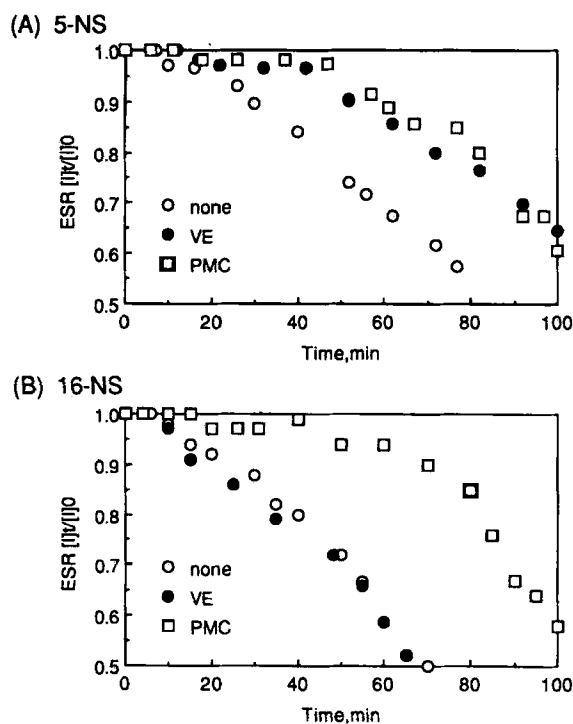 (A) 5-NS
1.0
0.9
0.8
0.7
0.6
0.5
ESR [I]t/[I]0
none
VE
PMC
0 20 40 60 80 100
Time,min
(B) 16-NS
1.0
0.9
0.8
0.7
0.6
0.5
ESR [I]t/[I]0
none
VE
PMC
0 20 40 60 80 100
Time,min